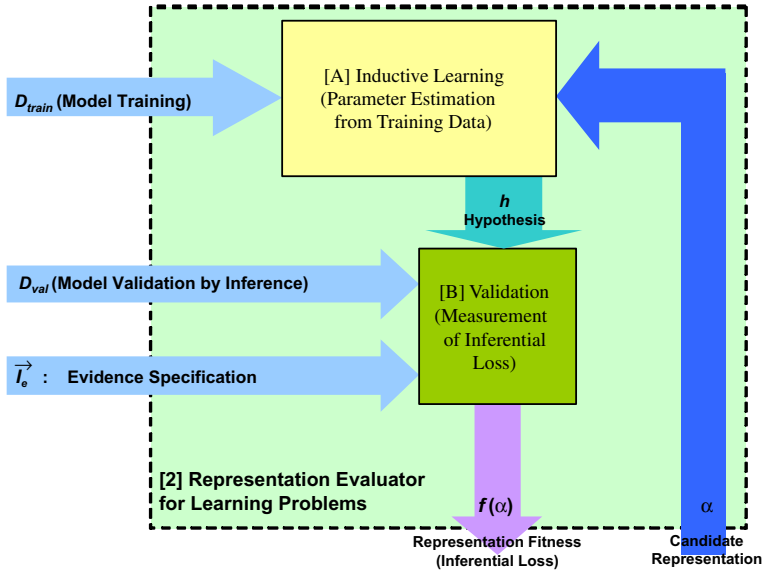 [A] Inductive Learning
(Parameter Estimation
from Training Data)
D_train (Model Training)
h
Hypothesis
D_val (Model Validation by Inference)
[B] Validation
(Measurement
of Inferential
Loss)
I_e : Evidence Specification
[2] Representation Evaluator
for Learning Problems
f(α)
α
Representation Fitness
(Inferential Loss)
Candidate
Representation